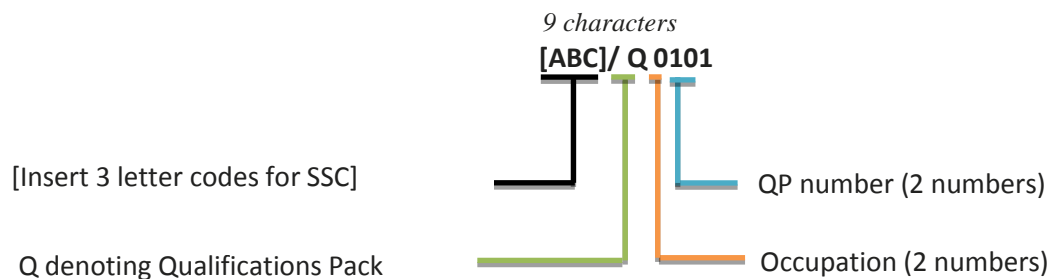 9 characters
[ABC]/ Q 0101
[Insert 3 letter codes for SSC]
QP number (2 numbers)
Q denoting Qualifications Pack
Occupation (2 numbers)